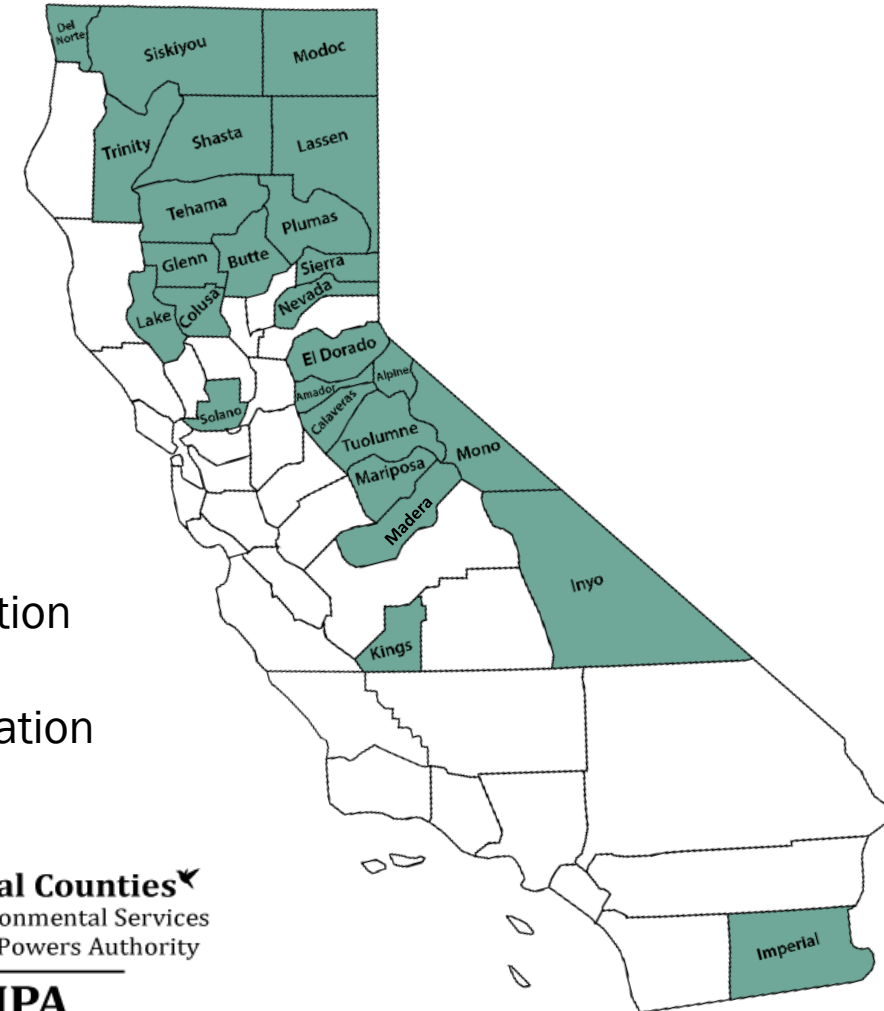 Del
Norte
Siskiyou
Modoc
Trinity
Shasta
Lassen
Tehama
Plumas
Glenn
Butte
Sierra
Nevada
Lake
Colusa
El Dorado
Alpine
Amador
Solano
Calaveras
Tuolumne
Mono
Mariposa
Madera
Inyo
tion
Kings
ation
al Counties
onmental Services
Powers Authority
JPA
Imperial